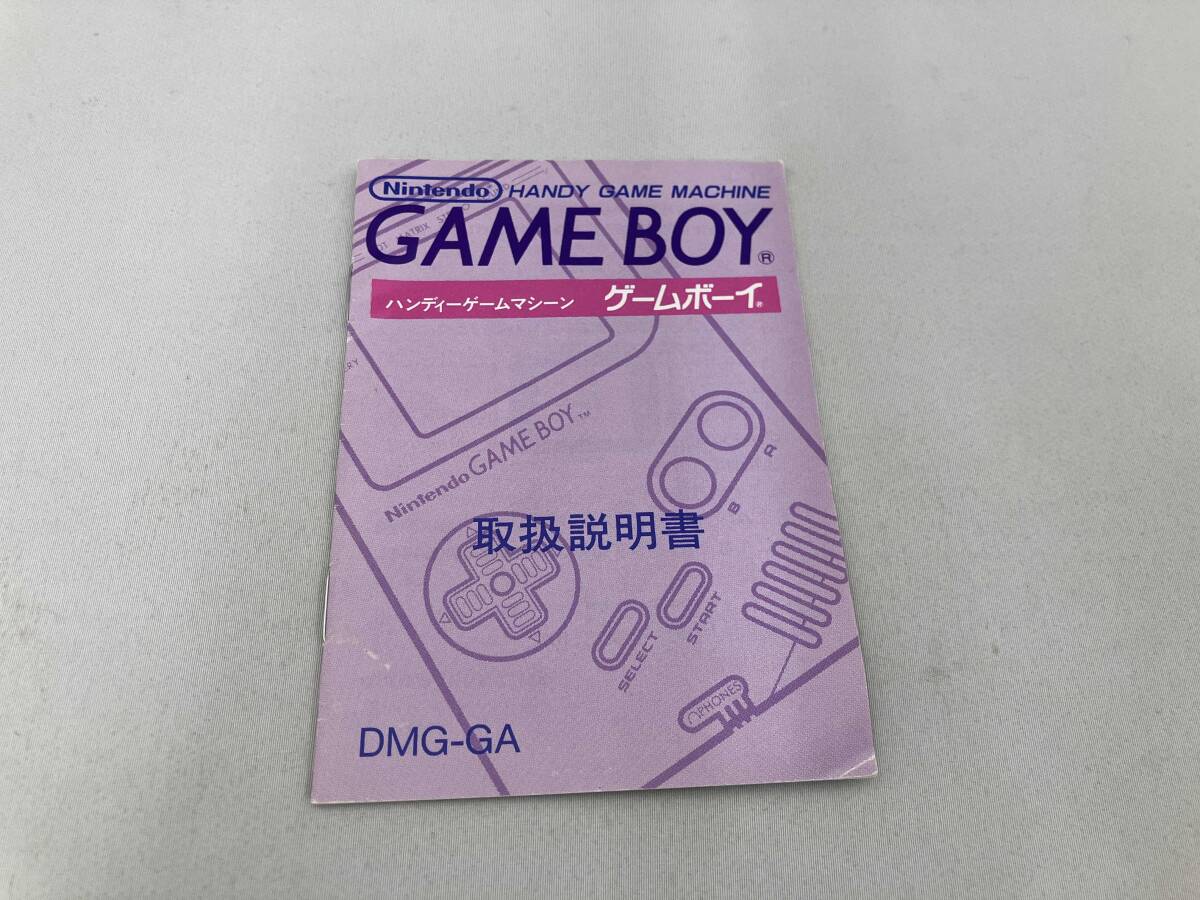 Nintendo HANDY GAME MACHINE
GAME BOY®
ハンディーゲームマシーン ゲームボーイ®
MATRIX
Nintendo GAME BOY™
A
B
取扱説明書
SELECT
START
PHONES
DMG-GA